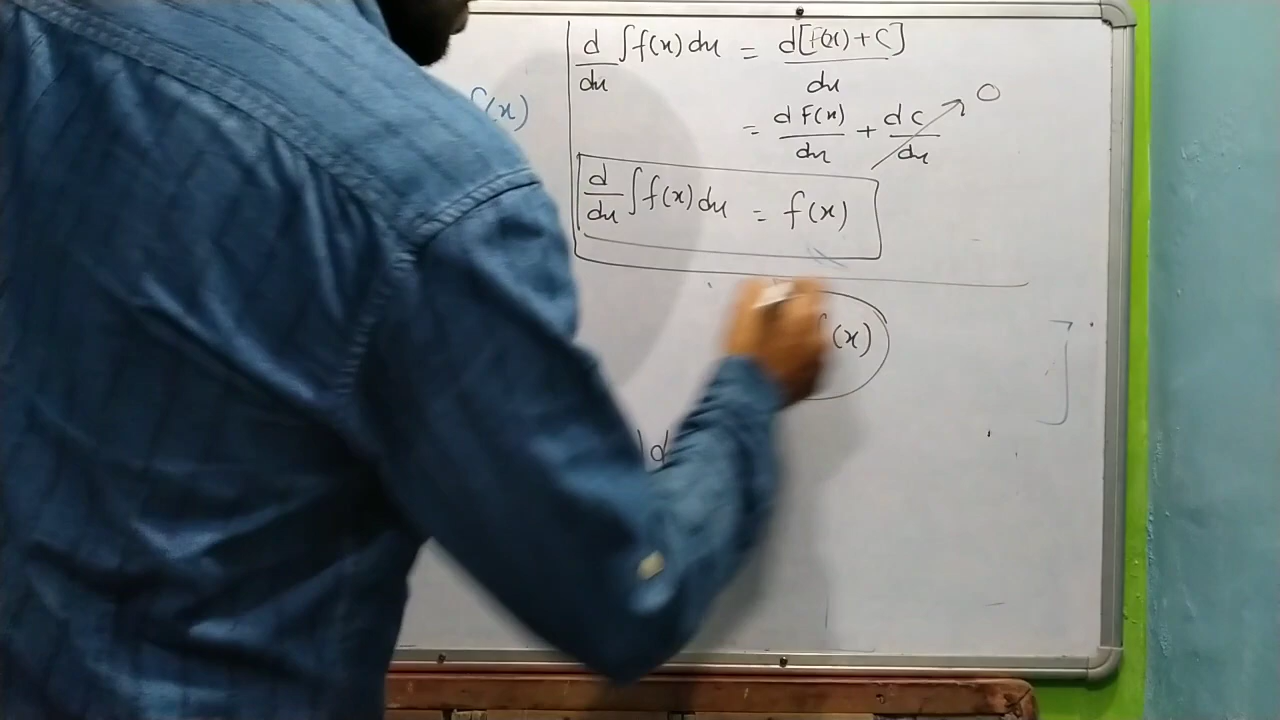 f(x)
d/dx ∫f(x)dx = d[F(x)+C]/dx
= dF(x)/dx + dC/dx → 0
d/dx ∫f(x)dx = f(x)
(x)
)d